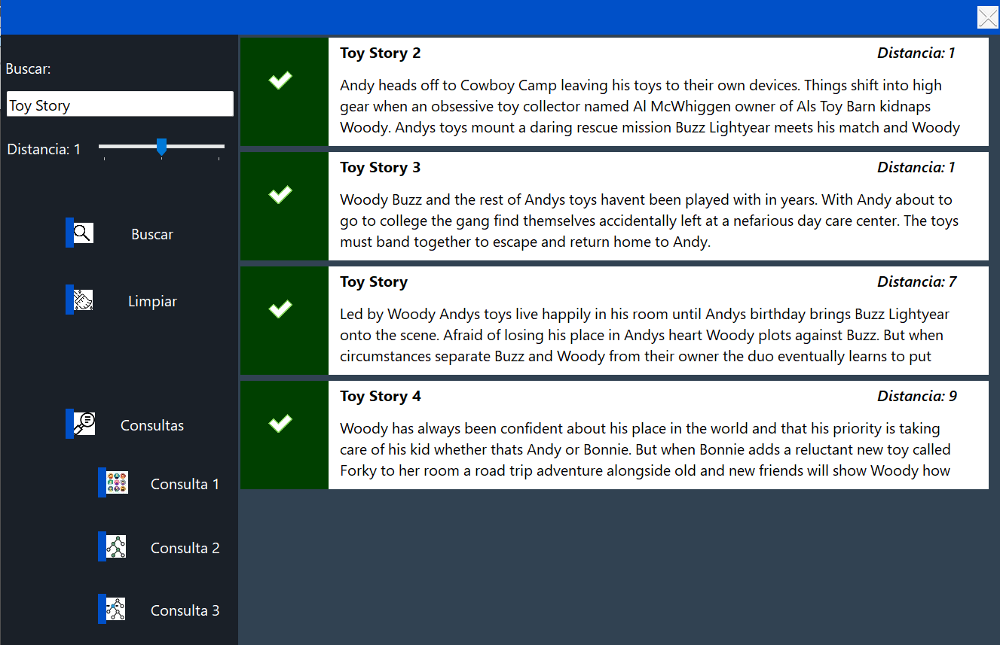 Buscar:
Toy Story
Distancia: 1
Buscar
Limpiar
Consultas
Consulta 1
Consulta 2
Consulta 3
Toy Story 2
Distancia: 1
Andy heads off to Cowboy Camp leaving his toys to their own devices. Things shift into high
gear when an obsessive toy collector named Al McWhiggen owner of Als Toy Barn kidnaps
Woody. Andys toys mount a daring rescue mission Buzz Lightyear meets his match and Woody
Toy Story 3
Distancia: 1
Woody Buzz and the rest of Andys toys havent been played with in years. With Andy about to
go to college the gang find themselves accidentally left at a nefarious day care center. The toys
must band together to escape and return home to Andy.
Toy Story
Distancia: 7
Led by Woody Andys toys live happily in his room until Andys birthday brings Buzz Lightyear
onto the scene. Afraid of losing his place in Andys heart Woody plots against Buzz. But when
circumstances separate Buzz and Woody from their owner the duo eventually learns to put
Toy Story 4
Distancia: 9
Woody has always been confident about his place in the world and that his priority is taking
care of his kid whether thats Andy or Bonnie. But when Bonnie adds a reluctant new toy called
Forky to her room a road trip adventure alongside old and new friends will show Woody how